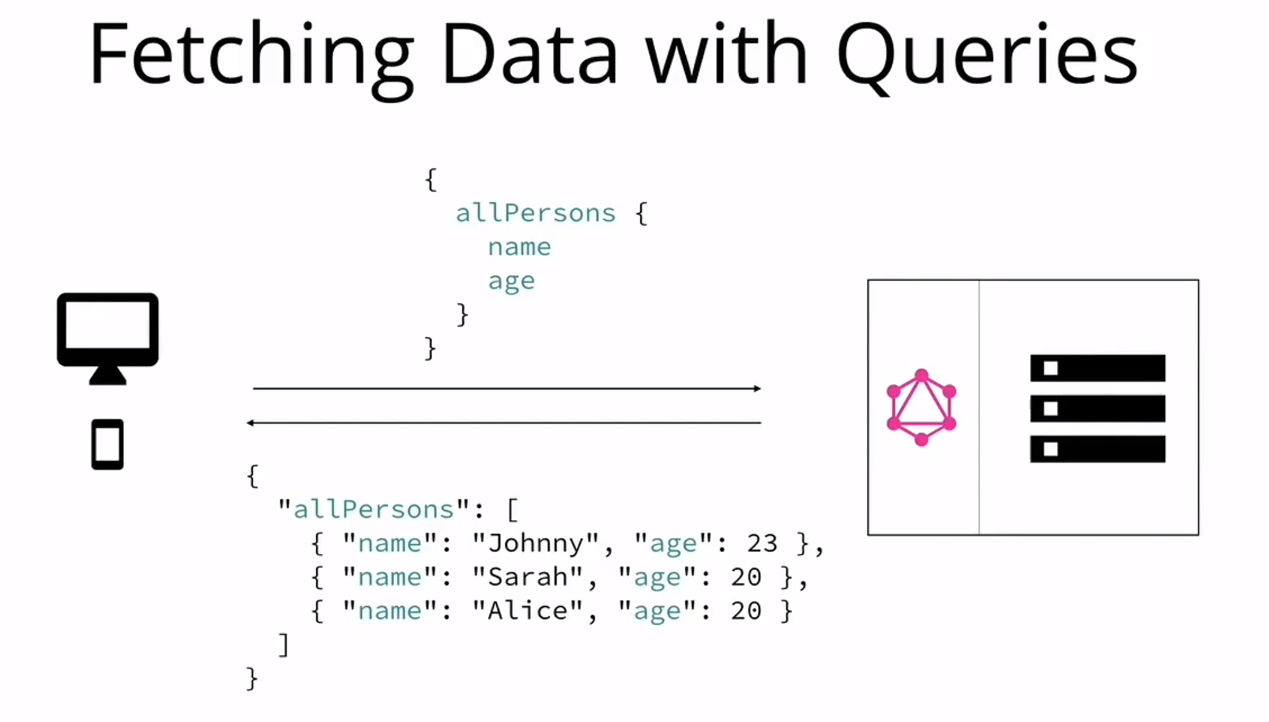 Fetching Data with Queries
{
  allPersons {
    name
    age
  }
}
{
  "allPersons": [
    { "name": "Johnny", "age": 23 },
    { "name": "Sarah", "age": 20 },
    { "name": "Alice", "age": 20 }
  ]
}